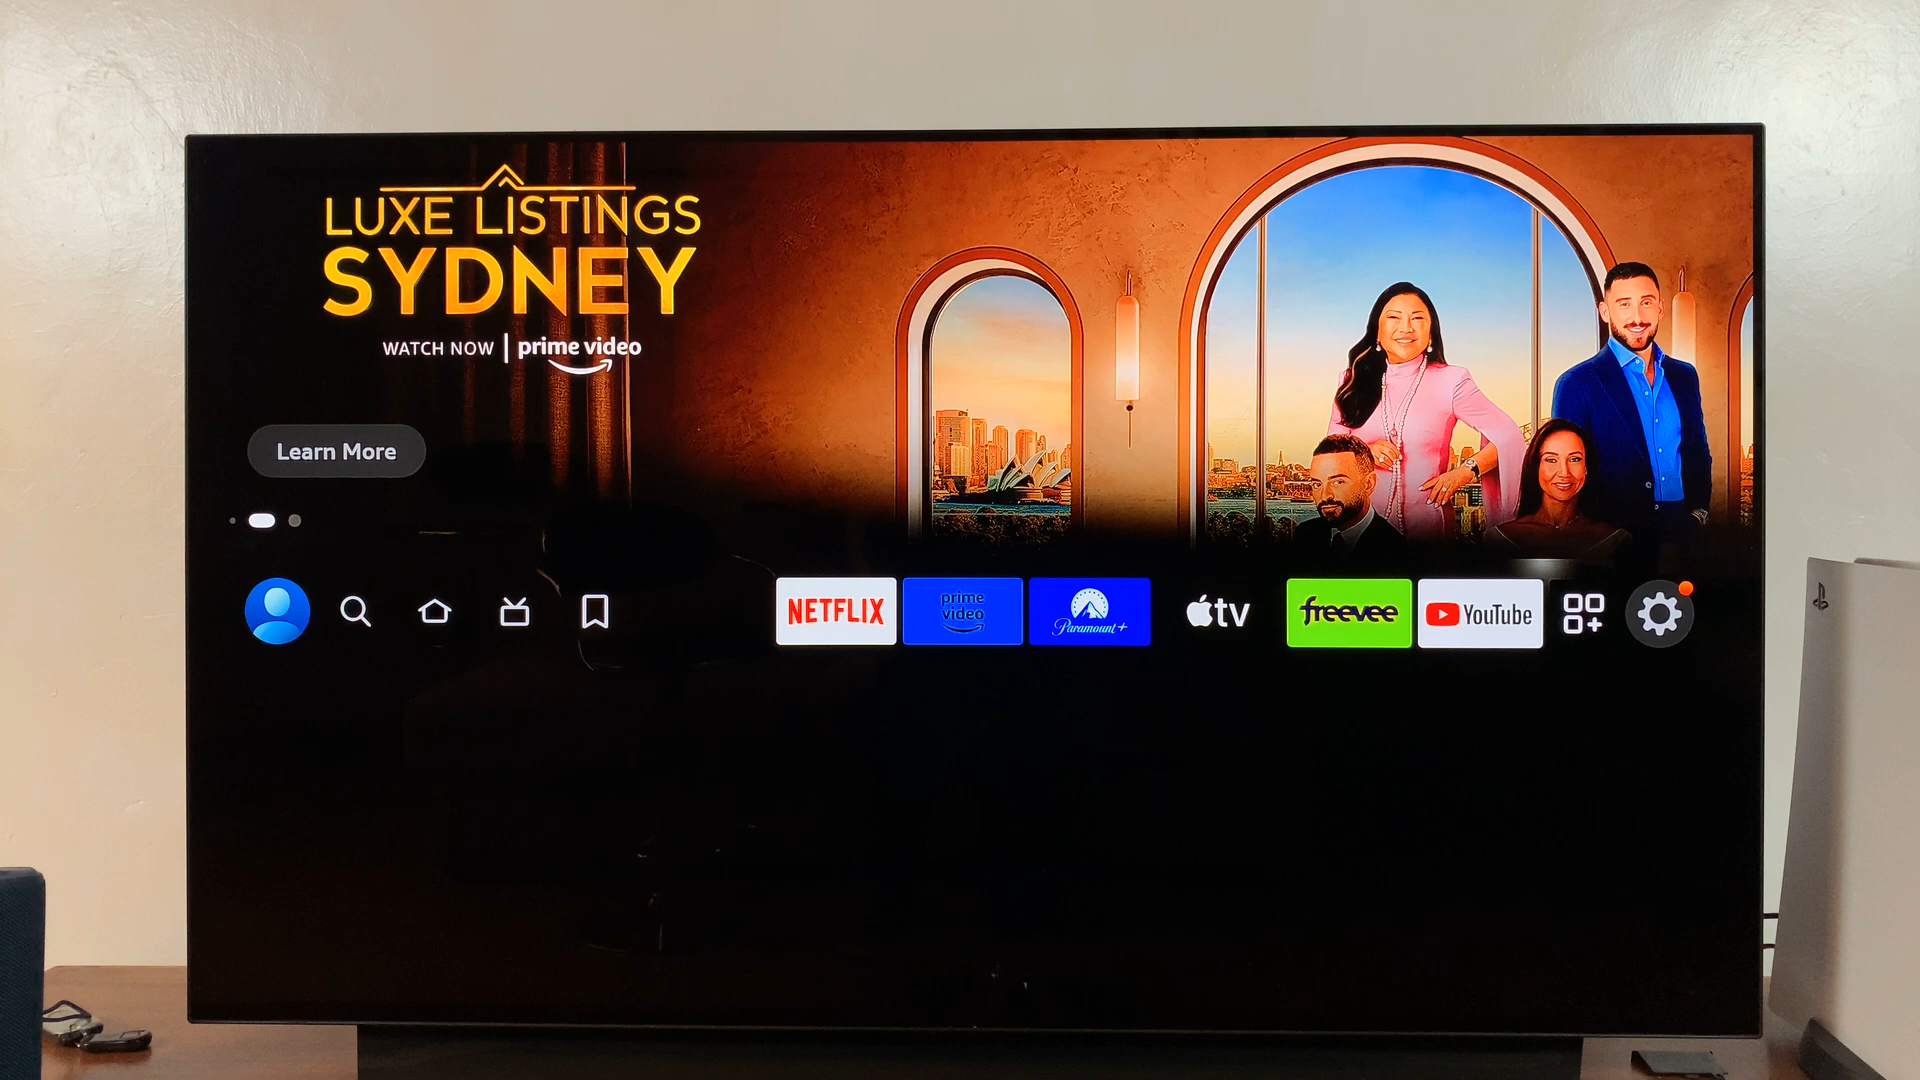 LUXE LISTINGS
SYDNEY
WATCH NOW | prime video
Learn More
NETFLIX
prime
video
Paramount+
tv
freevee
YouTube